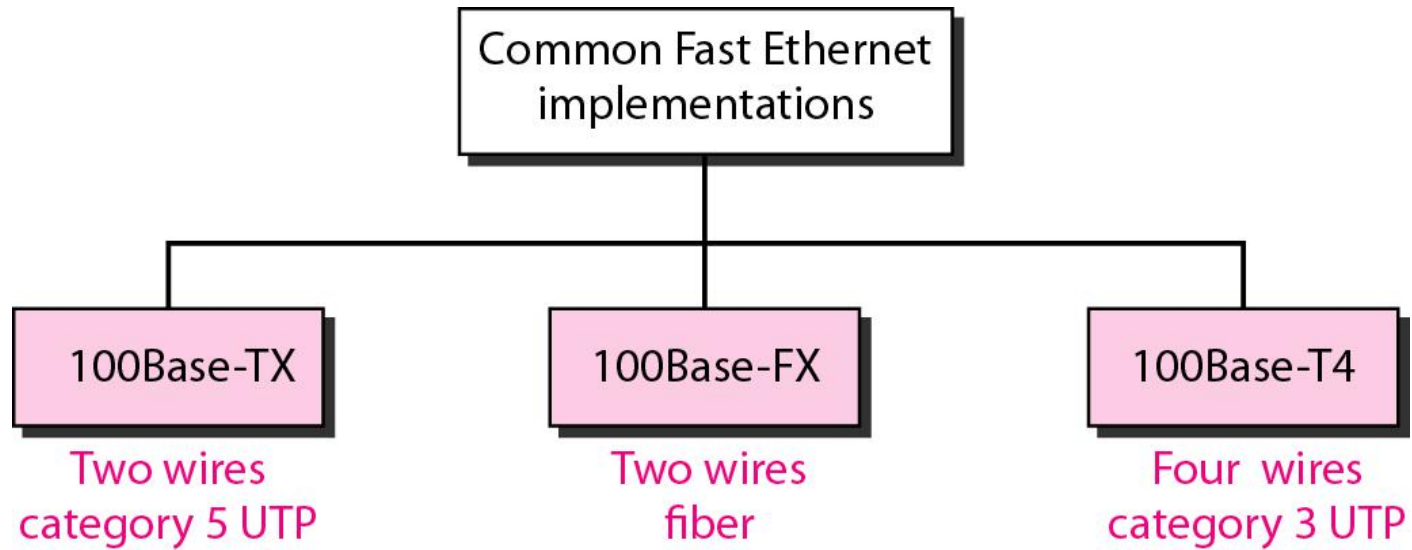 Common Fast Ethernet
implementations
100Base-TX
100Base-FX
100Base-T4
Two wires
category 5 UTP
Two wires
fiber
Four wires
category 3 UTP